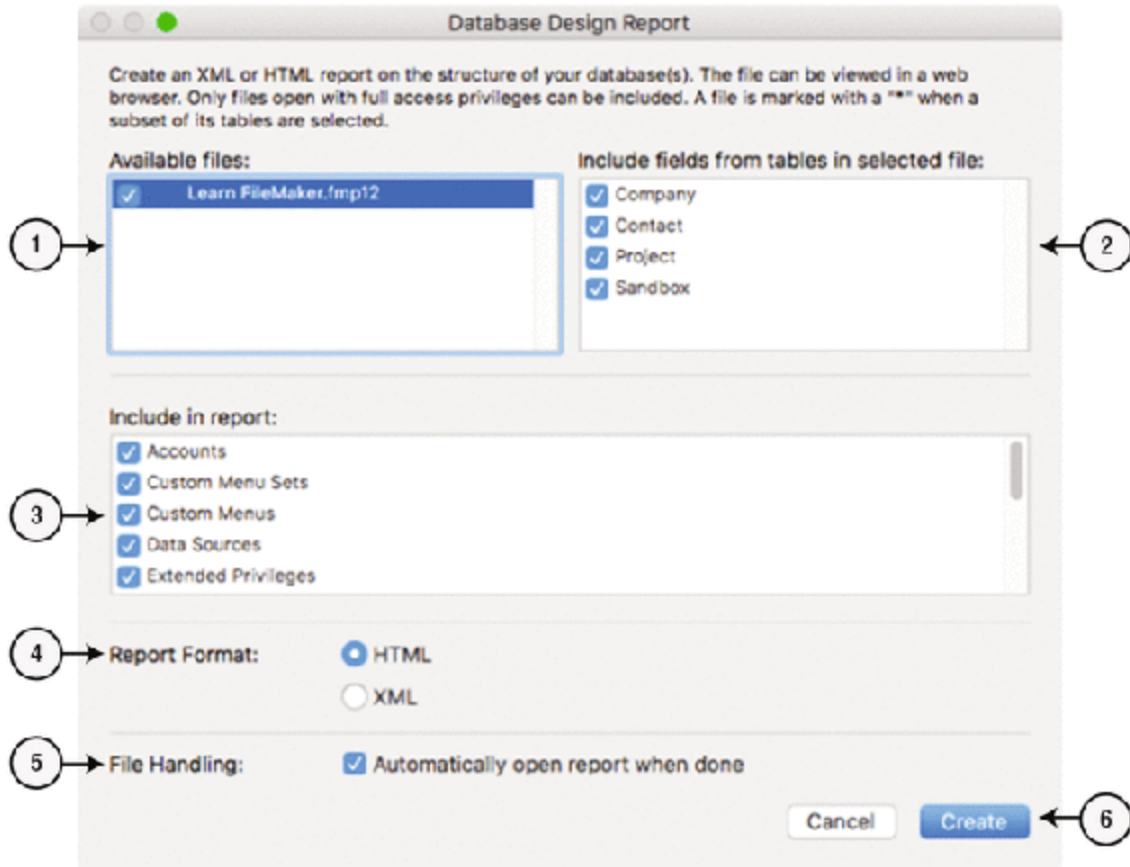 Database Design Report
Create an XML or HTML report on the structure of your database(s). The file can be viewed in a web
browser. Only files open with full access privileges can be included. A file is marked with a "*" when a
subset of its tables are selected.
Available files:
Include fields from tables in selected file:
Learn FileMaker.fmp12
Company
Contact
Project
Sandbox
1
2
Include in report:
Accounts
Custom Menu Sets
Custom Menus
Data Sources
Extended Privileges
3
4
Report Format:
HTML
XML
5
File Handling:
Automatically open report when done
Cancel
Create
6